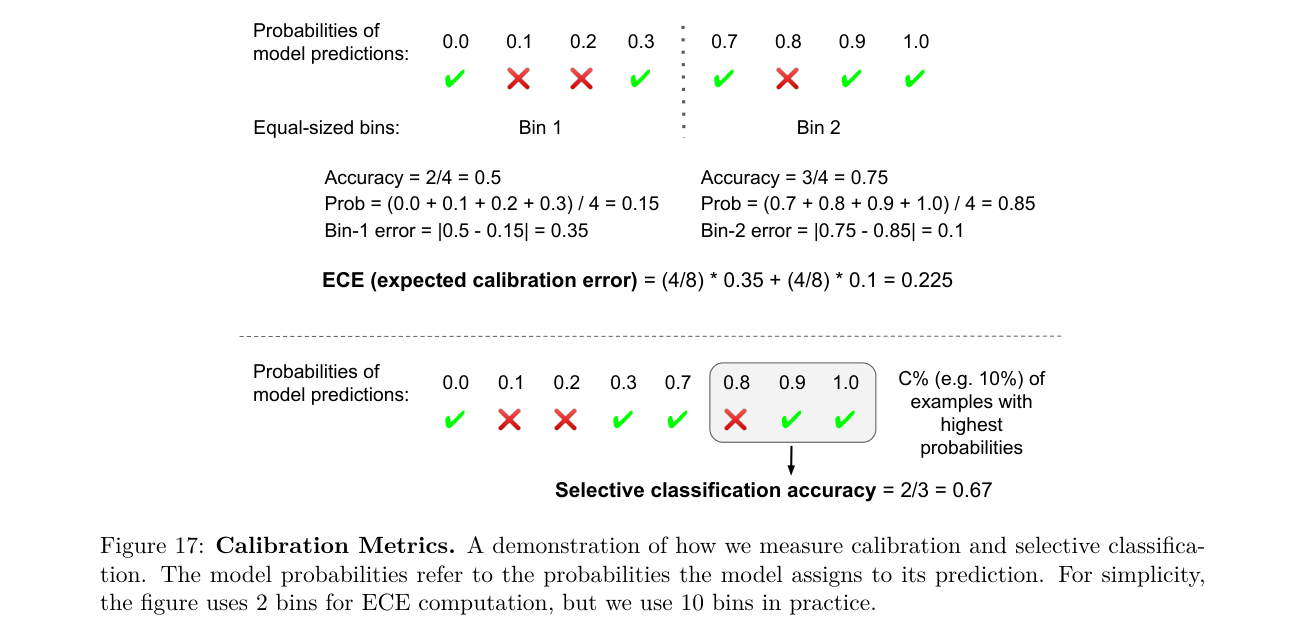 Probabilities of
model predictions:
0.0 0.1 0.2 0.3 0.7 0.8 0.9 1.0
Equal-sized bins: Bin 1 Bin 2
Accuracy = 2/4 = 0.5
Prob = (0.0 + 0.1 + 0.2 + 0.3) / 4 = 0.15
Bin-1 error = |0.5 - 0.15| = 0.35
Accuracy = 3/4 = 0.75
Prob = (0.7 + 0.8 + 0.9 + 1.0) / 4 = 0.85
Bin-2 error = |0.75 - 0.85| = 0.1
ECE (expected calibration error) = (4/8) * 0.35 + (4/8) * 0.1 = 0.225
Probabilities of
model predictions:
0.0 0.1 0.2 0.3 0.7 0.8 0.9 1.0
C% (e.g. 10%) of
examples with
highest
probabilities
Selective classification accuracy = 2/3 = 0.67
Figure 17: Calibration Metrics. A demonstration of how we measure calibration and selective classifica-
tion. The model probabilities refer to the probabilities the model assigns to its prediction. For simplicity,
the figure uses 2 bins for ECE computation, but we use 10 bins in practice.